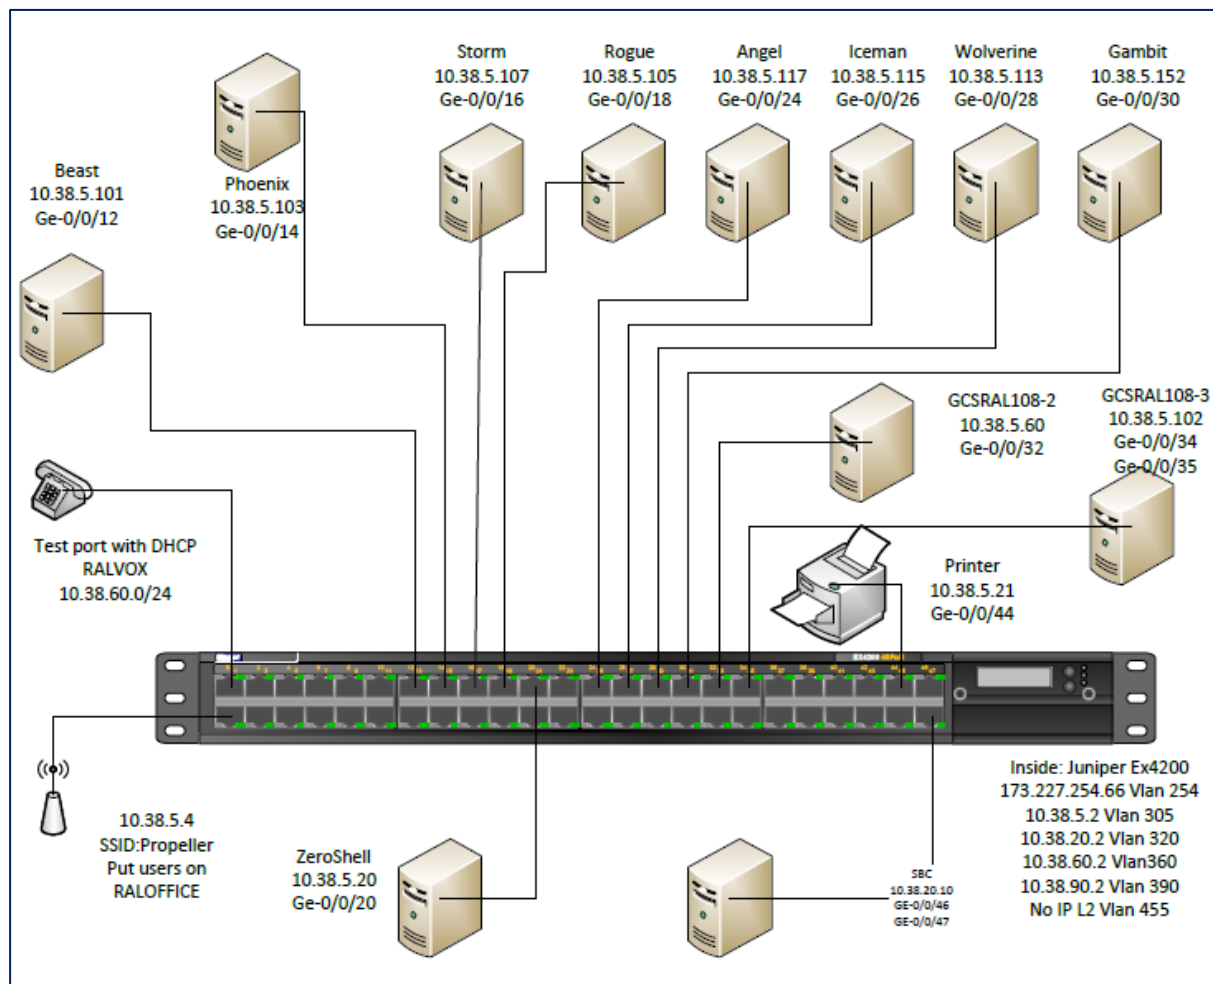 Storm
10.38.5.107
Ge-0/0/16
Rogue
10.38.5.105
Ge-0/0/18
Angel
10.38.5.117
Ge-0/0/24
Iceman
10.38.5.115
Ge-0/0/26
Wolverine
10.38.5.113
Ge-0/0/28
Gambit
10.38.5.152
Ge-0/0/30
Beast
10.38.5.101
Ge-0/0/12
Phoenix
10.38.5.103
Ge-0/0/14
GCSRAL108-2
10.38.5.60
Ge-0/0/32
GCSRAL108-3
10.38.5.102
Ge-0/0/34
Ge-0/0/35
Test port with DHCP
RALVOX
10.38.60.0/24
Printer
10.38.5.21
Ge-0/0/44
EX4200
10.38.5.4
SSID:Propeller
Put users on
RALOFFICE
ZeroShell
10.38.5.20
Ge-0/0/20
SBC
10.38.20.10
GE-0/0/46
GE-0/0/47
Inside: Juniper Ex4200
173.227.254.66 Vlan 254
10.38.5.2 Vlan 305
10.38.20.2 Vlan 320
10.38.60.2 Vlan360
10.38.90.2 Vlan 390
No IP L2 Vlan 455